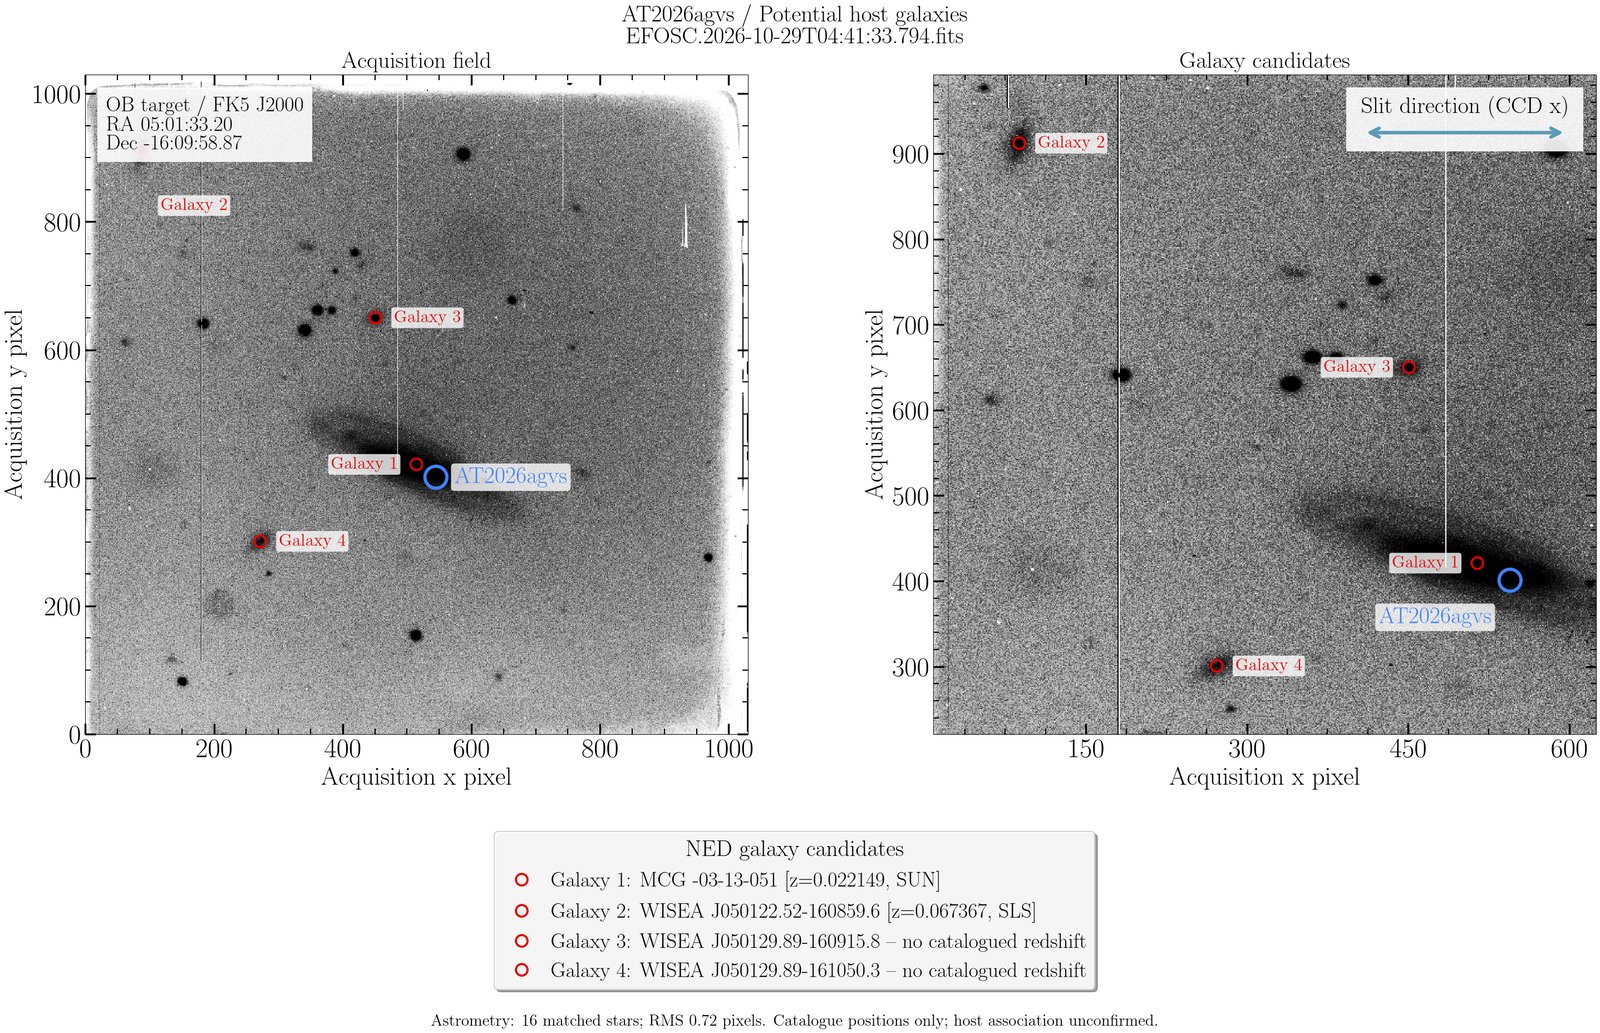 AT2026agvs / Potential host galaxies
EFOSC.2026-10-29T04:41:33.794.fits
Acquisition field
OB target / FK5 J2000
RA 05:01:33.20
Dec -16:09:58.87
Galaxy 2
Galaxy 3
Galaxy 1
AT2026agvs
Galaxy 4
1000
800
600
400
200
0
Acquisition y pixel
0 200 400 600 800 1000
Acquisition x pixel
Galaxy candidates
Slit direction (CCD x)
Galaxy 2
Galaxy 3
Galaxy 1
AT2026agvs
Galaxy 4
900
800
700
600
500
400
300
Acquisition y pixel
150 300 450 600
Acquisition x pixel
NED galaxy candidates
Galaxy 1: MCG -03-13-051 [z=0.022149, SUN]
Galaxy 2: WISEA J050122.52-160859.6 [z=0.067367, SLS]
Galaxy 3: WISEA J050129.89-160915.8 – no catalogued redshift
Galaxy 4: WISEA J050129.89-161050.3 – no catalogued redshift
Astrometry: 16 matched stars; RMS 0.72 pixels. Catalogue positions only; host association unconfirmed.